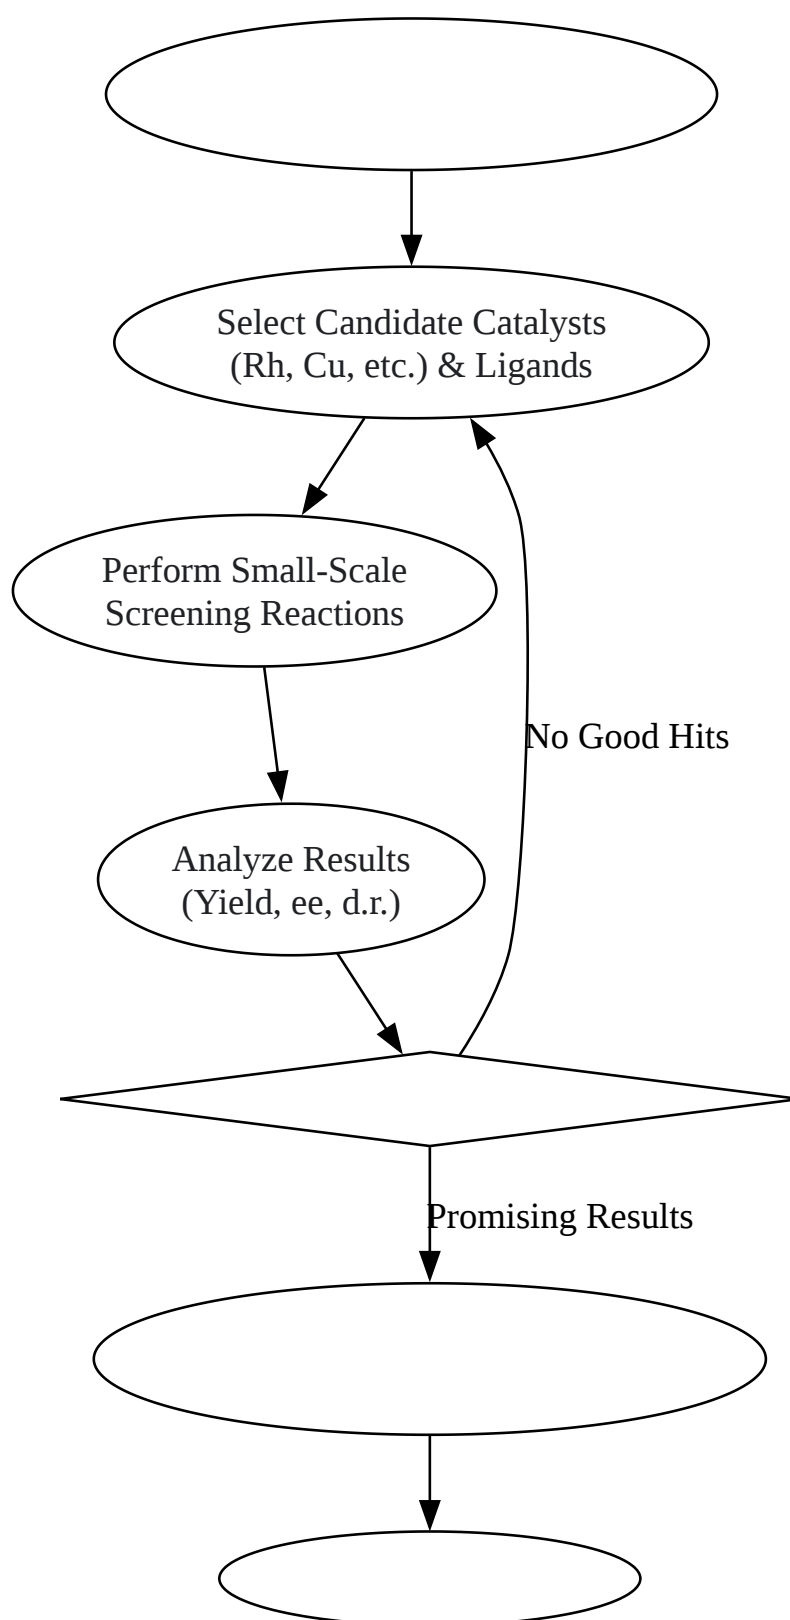 Select Candidate Catalysts
(Rh, Cu, etc.) & Ligands
Perform Small-Scale
Screening Reactions
No Good Hits
Analyze Results
(Yield, ee, d.r.)
Promising Results